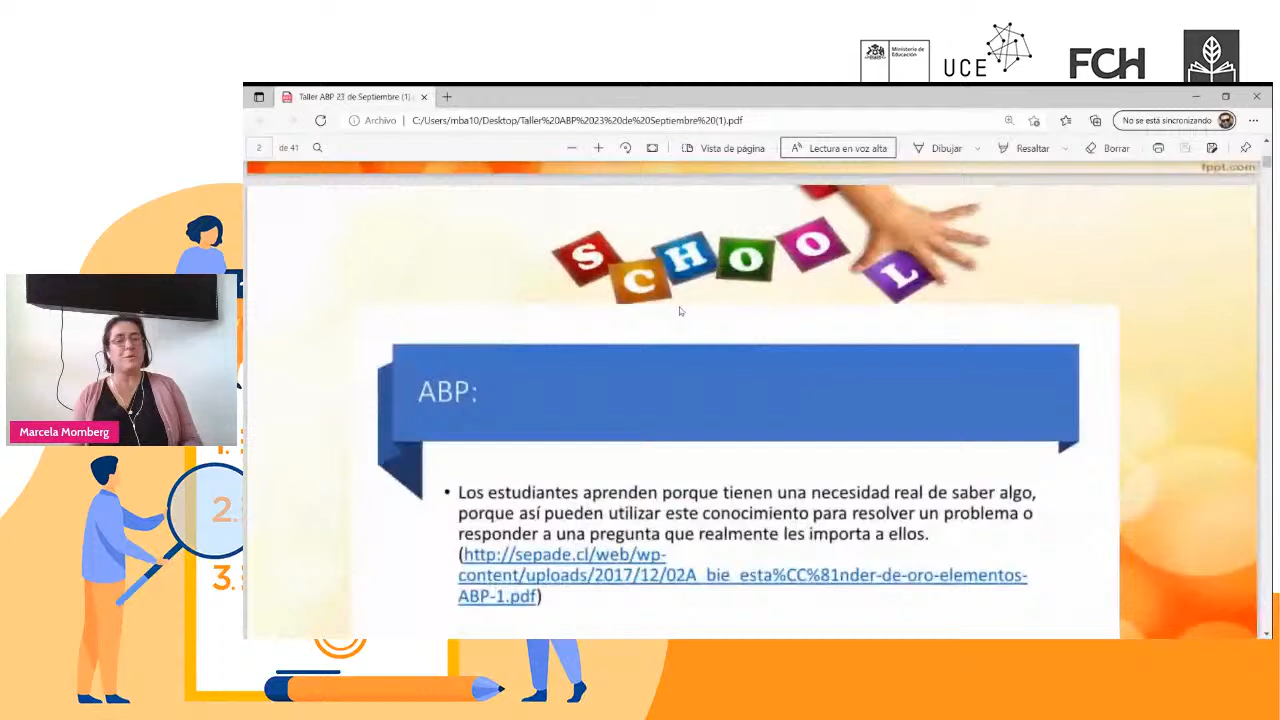 Ministerio de
Educación
UCE
FCH
Taller ABP 23 de Septiembre (1)
Archivo
C:/Users/mba10/Desktop/Taller%20ABP%2023%20de%20Septiembre%20(1).pdf
No se está sincronizando
2
de 41
Vista de página
Lectura en voz alta
Dibujar
Resaltar
Borrar
fppt.com
SCHOOL
ABP:
• Los estudiantes aprenden porque tienen una necesidad real de saber algo,
porque así pueden utilizar este conocimiento para resolver un problema o
responder a una pregunta que realmente les importa a ellos.
(http://sepade.cl/web/wp-
content/uploads/2017/12/02A_bie_esta%CC%81nder-de-oro-elementos-
ABP-1.pdf)
Marcela Momberg
1.
2.
3.